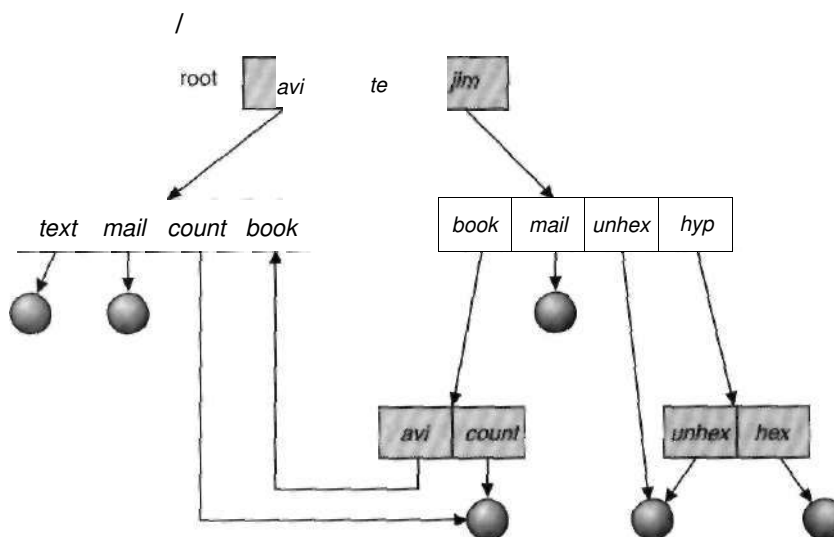 /
root avi te jim
text mail count book
book mail unhex hyp
avi count
unhex hex